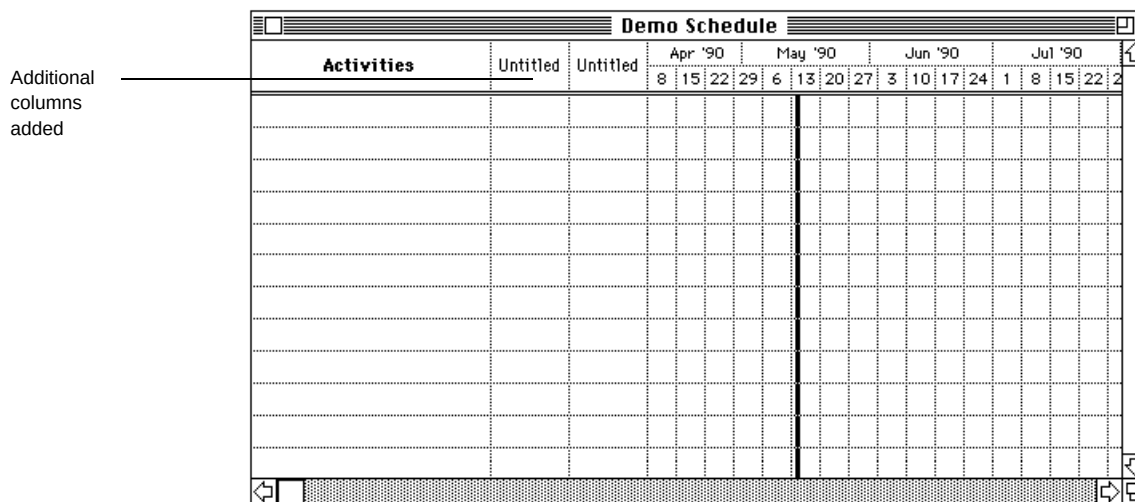 Demo Schedule
Additional
columns
added
Activities
Untitled
Untitled
Apr '90 May '90 Jun '90 Jul '90
8 15 22 29 6 13 20 27 3 10 17 24 1 8 15 22 2